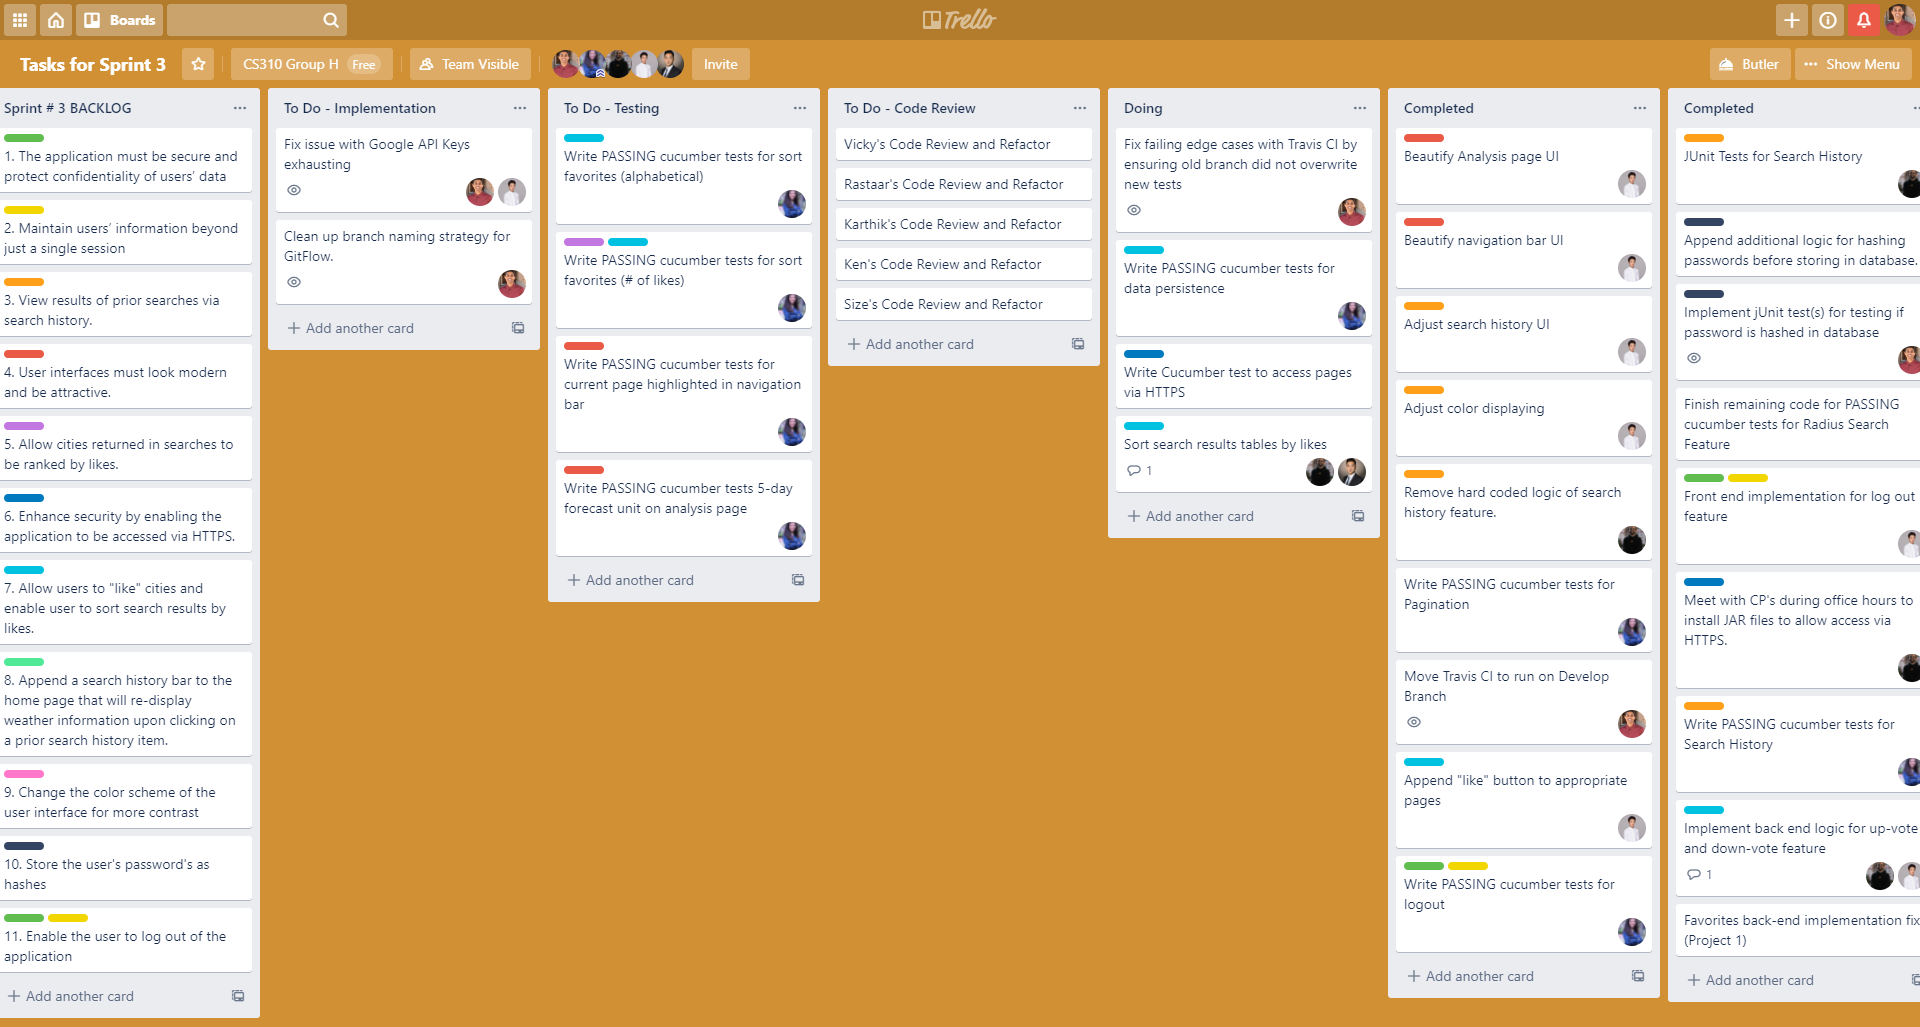 Boards
Trello
Tasks for Sprint 3
CS310 Group H
Free
Team Visible
Invite
Butler
Show Menu
Sprint # 3 BACKLOG
1. The application must be secure and
protect confidentiality of users’ data
2. Maintain users’ information beyond
just a single session
3. View results of prior searches via
search history.
4. User interfaces must look modern
and be attractive.
5. Allow cities returned in searches to
be ranked by likes.
6. Enhance security by enabling the
application to be accessed via HTTPS.
7. Allow users to "like" cities and
enable user to sort search results by
likes.
8. Append a search history bar to the
home page that will re-display
weather information upon clicking on
a prior search history item.
9. Change the color scheme of the
user interface for more contrast
10. Store the user's password's as
hashes
11. Enable the user to log out of the
application
Add another card
To Do - Implementation
Fix issue with Google API Keys
exhausting
Clean up branch naming strategy for
GitFlow.
Add another card
To Do - Testing
Write PASSING cucumber tests for sort
favorites (alphabetical)
Write PASSING cucumber tests for sort
favorites (# of likes)
Write PASSING cucumber tests for
current page highlighted in navigation
bar
Write PASSING cucumber tests 5-day
forecast unit on analysis page
Add another card
To Do - Code Review
Vicky's Code Review and Refactor
Rastaar's Code Review and Refactor
Karthik's Code Review and Refactor
Ken's Code Review and Refactor
Size's Code Review and Refactor
Add another card
Doing
Fix failing edge cases with Travis CI by
ensuring old branch did not overwrite
new tests
Write PASSING cucumber tests for
data persistence
Write Cucumber test to access pages
via HTTPS
Sort search results tables by likes
1
Add another card
Completed
Beautify Analysis page UI
Beautify navigation bar UI
Adjust search history UI
Adjust color displaying
Remove hard coded logic of search
history feature.
Write PASSING cucumber tests for
Pagination
Move Travis CI to run on Develop
Branch
Append "like" button to appropriate
pages
Write PASSING cucumber tests for
logout
Add another card
Completed
JUnit Tests for Search History
Append additional logic for hashing
passwords before storing in database.
Implement jUnit test(s) for testing if
password is hashed in database
Finish remaining code for PASSING
cucumber tests for Radius Search
Feature
Front end implementation for log out
feature
Meet with CP's during office hours to
install JAR files to allow access via
HTTPS.
Write PASSING cucumber tests for
Search History
Implement back end logic for up-vote
and down-vote feature
1
Favorites back-end implementation fix
(Project 1)
Add another card